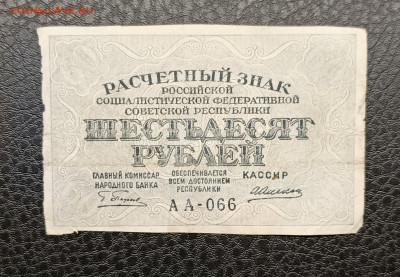 РАСЧЕТНЫЙ ЗНАК
РОССИЙСКОЙ
СОЦИАЛИСТИЧЕСКОЙ ФЕДЕРАТИВНОЙ
СОВЕТСКОЙ РЕСПУБЛИКИ
ШЕСТЬДЕСЯТ
РУБЛЕЙ
ГЛАВНЫЙ КОМИССАР
НАРОДНОГО БАНКА
ОБЕСПЕЧИВАЕТСЯ
ВСЕМ ДОСТОЯНИЕМ
РЕСПУБЛИКИ
КАССИР
АА-066